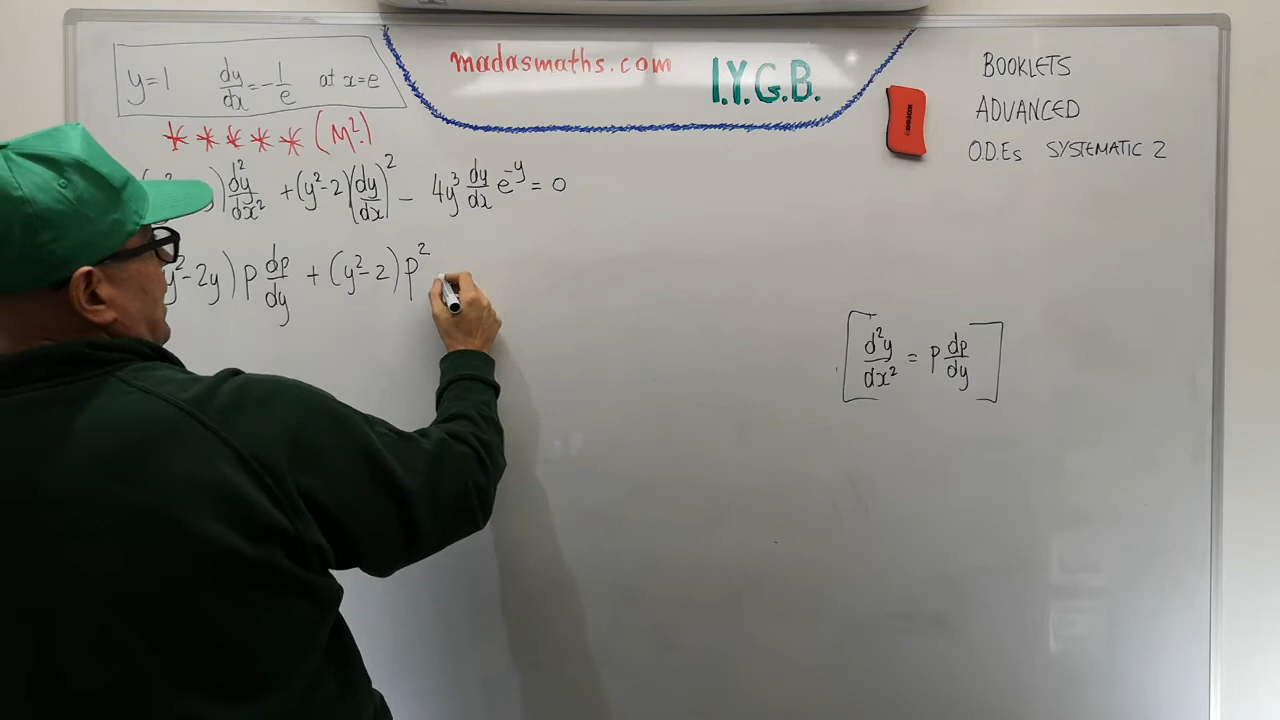 y=1 dy/dx = -1/e at x=e
madasmaths.com
I.Y.G.B.
BOOKLETS
ADVANCED
O.D.Es SYSTEMATIC 2
***** (M²?)
) d²y/dx² + (y²-2)(dy/dx)² - 4y³ dy/dx e^-y = 0
y²-2y) p dp/dy + (y²-2) p²
[d²y/dx² = p dp/dy]